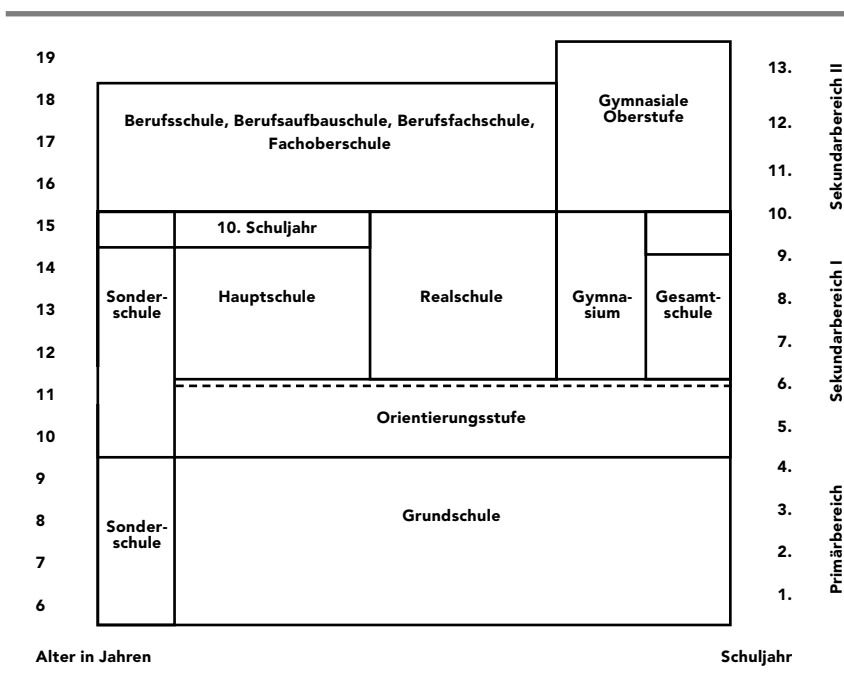 19
13.
18
Gymnasiale
Oberstufe
Berufsschule, Berufsaufbauschule, Berufsfachschule,
Fachoberschule
12.
17
11.
16
Sekundarbereich II
10.
15
10. Schuljahr
9.
14
Sonder-
schule
Hauptschule
Realschule
Gymna-
sium
Gesamt-
schule
8.
13
7.
12
Sekundarbereich I
6.
11
Orientierungsstufe
5.
10
4.
9
Grundschule
3.
8
Sonder-
schule
2.
7
1.
6
Primärbereich
Alter in Jahren
Schuljahr